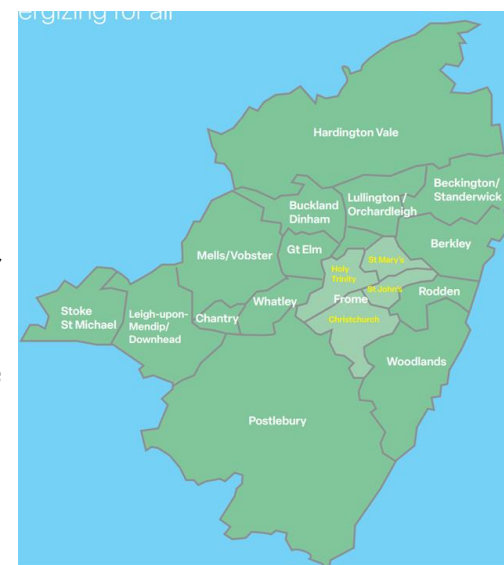 ergizing for all
Hardington Vale
Beckington/
Standerwick
Lullington/
Orchardleigh
Buckland
Dinham
Berkley
Gt Elm
St Mary's
Mells/Vobster
Holy
Trinity
St John's
Rodden
Whatley
Frome
Stoke
St Michael
Leigh-upon-
Mendip/
Downhead
Chantry
Christchurch
Woodlands
Postlebury